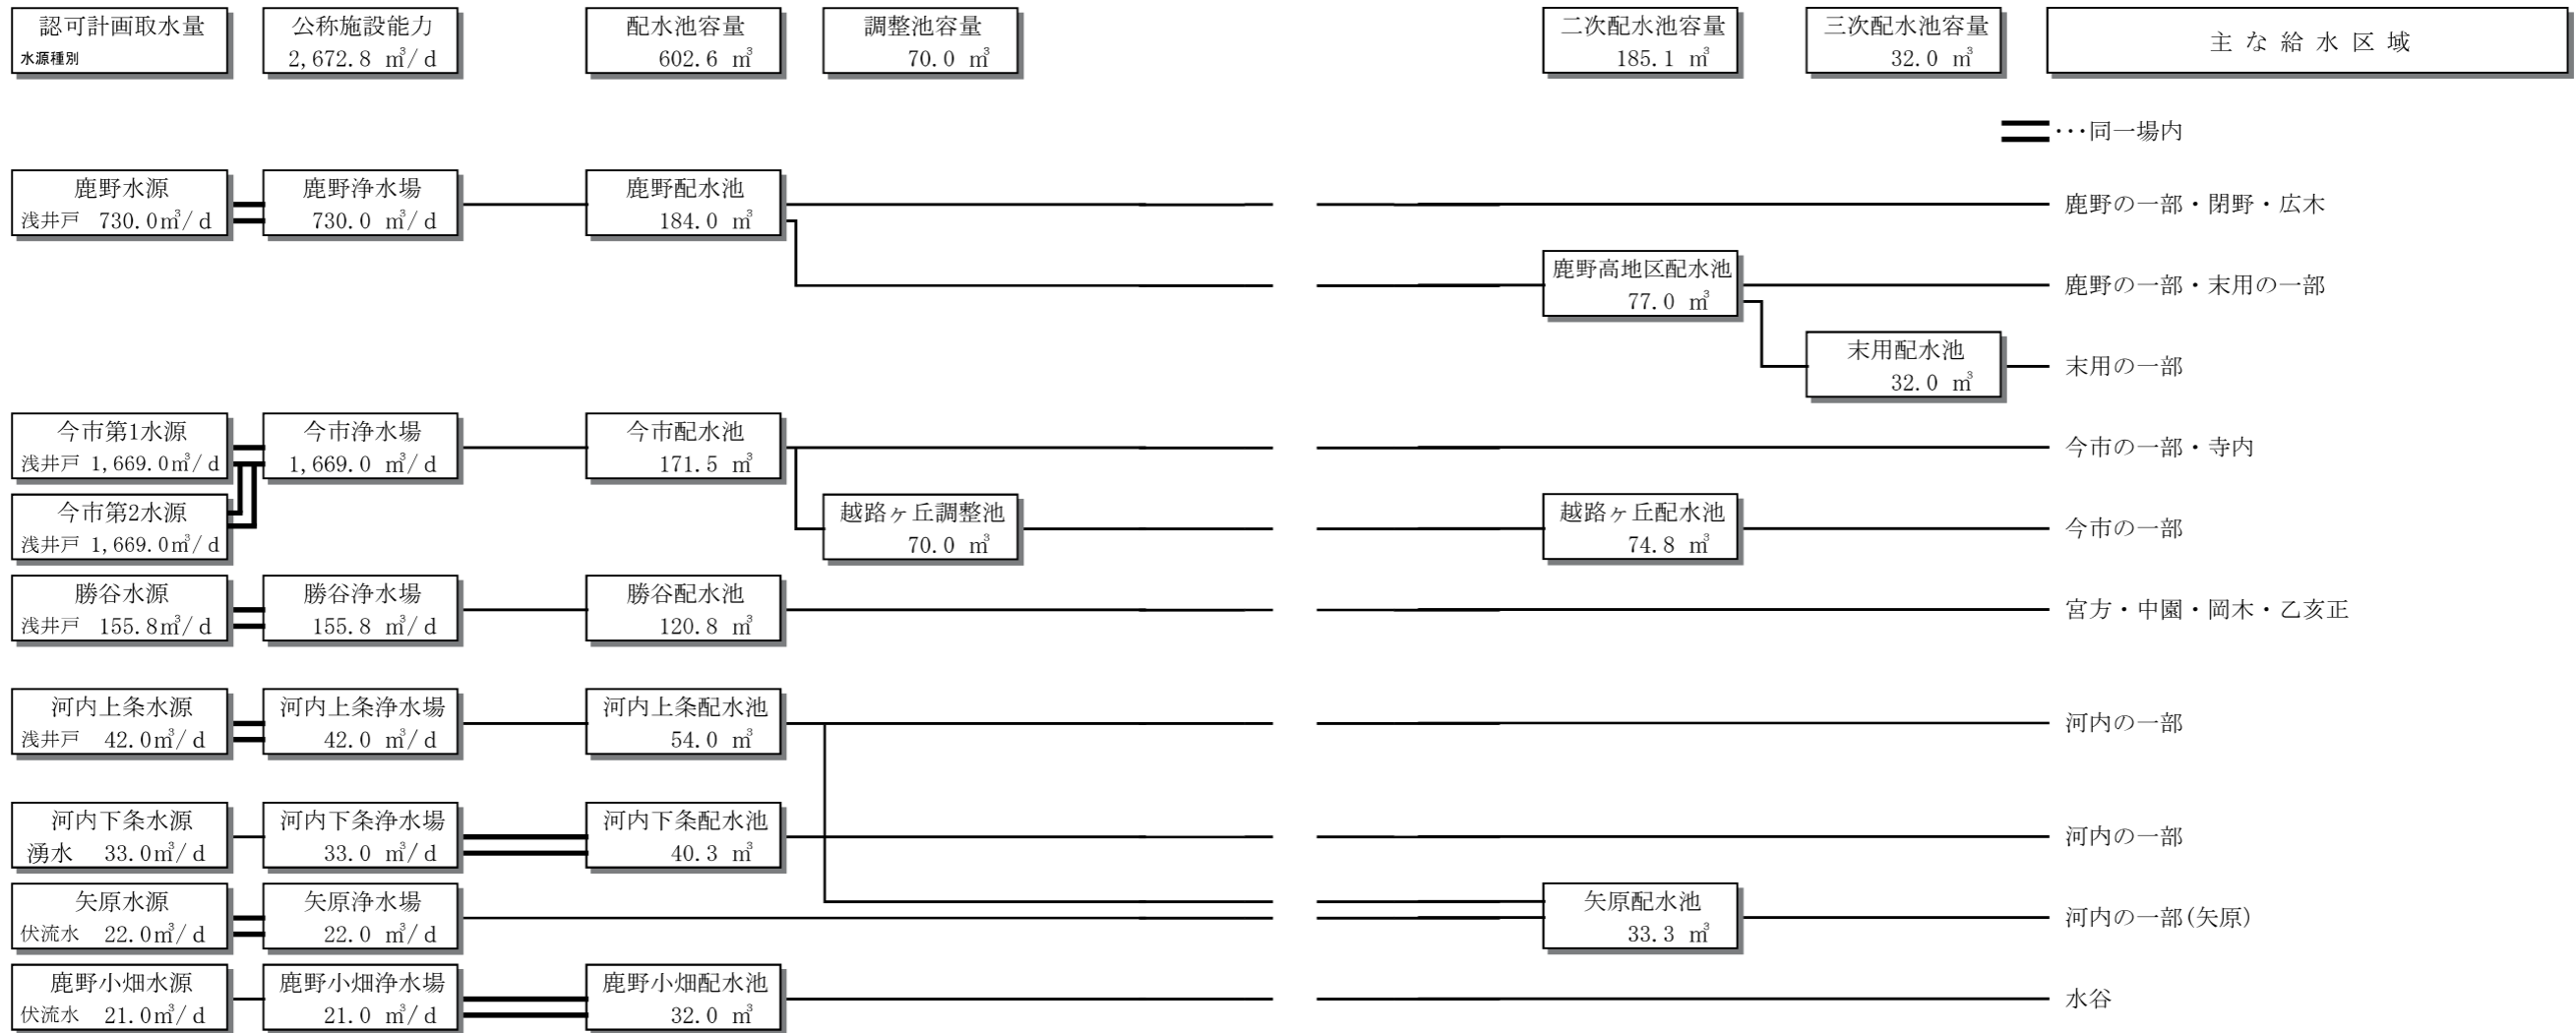 認可計画取水量
水源種別
公称施設能力
2,672.8 ㎥/d
配水池容量
602.6 ㎥
調整池容量
70.0 ㎥
二次配水池容量
185.1 ㎥
三次配水池容量
32.0 ㎥
主な給水区域
・・・同一場内
鹿野水源
浅井戸 730.0㎥/d
鹿野浄水場
730.0 ㎥/d
鹿野配水池
184.0 ㎥
鹿野の一部・閉野・広木
鹿野高地区配水池
77.0 ㎥
鹿野の一部・末用の一部
末用配水池
32.0 ㎥
末用の一部
今市第1水源
浅井戸 1,669.0㎥/d
今市浄水場
1,669.0 ㎥/d
今市配水池
171.5 ㎥
今市の一部・寺内
今市第2水源
浅井戸 1,669.0㎥/d
越路ヶ丘調整池
70.0 ㎥
越路ヶ丘配水池
74.8 ㎥
今市の一部
勝谷水源
浅井戸 155.8㎥/d
勝谷浄水場
155.8 ㎥/d
勝谷配水池
120.8 ㎥
宮方・中園・岡木・乙亥正
河内上条水源
浅井戸 42.0㎥/d
河内上条浄水場
42.0 ㎥/d
河内上条配水池
54.0 ㎥
河内の一部
河内下条水源
湧水 33.0㎥/d
河内下条浄水場
33.0 ㎥/d
河内下条配水池
40.3 ㎥
河内の一部
矢原水源
伏流水 22.0㎥/d
矢原浄水場
22.0 ㎥/d
矢原配水池
33.3 ㎥
河内の一部(矢原)
鹿野小畑水源
伏流水 21.0㎥/d
鹿野小畑浄水場
21.0 ㎥/d
鹿野小畑配水池
32.0 ㎥
水谷